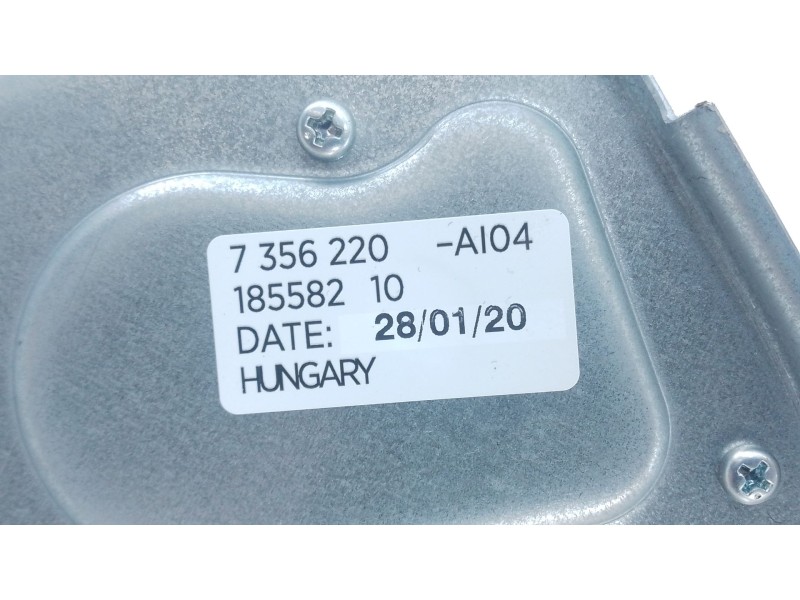 7 356 220 -AI04
185582 10
DATE: 28/01/20
HUNGARY